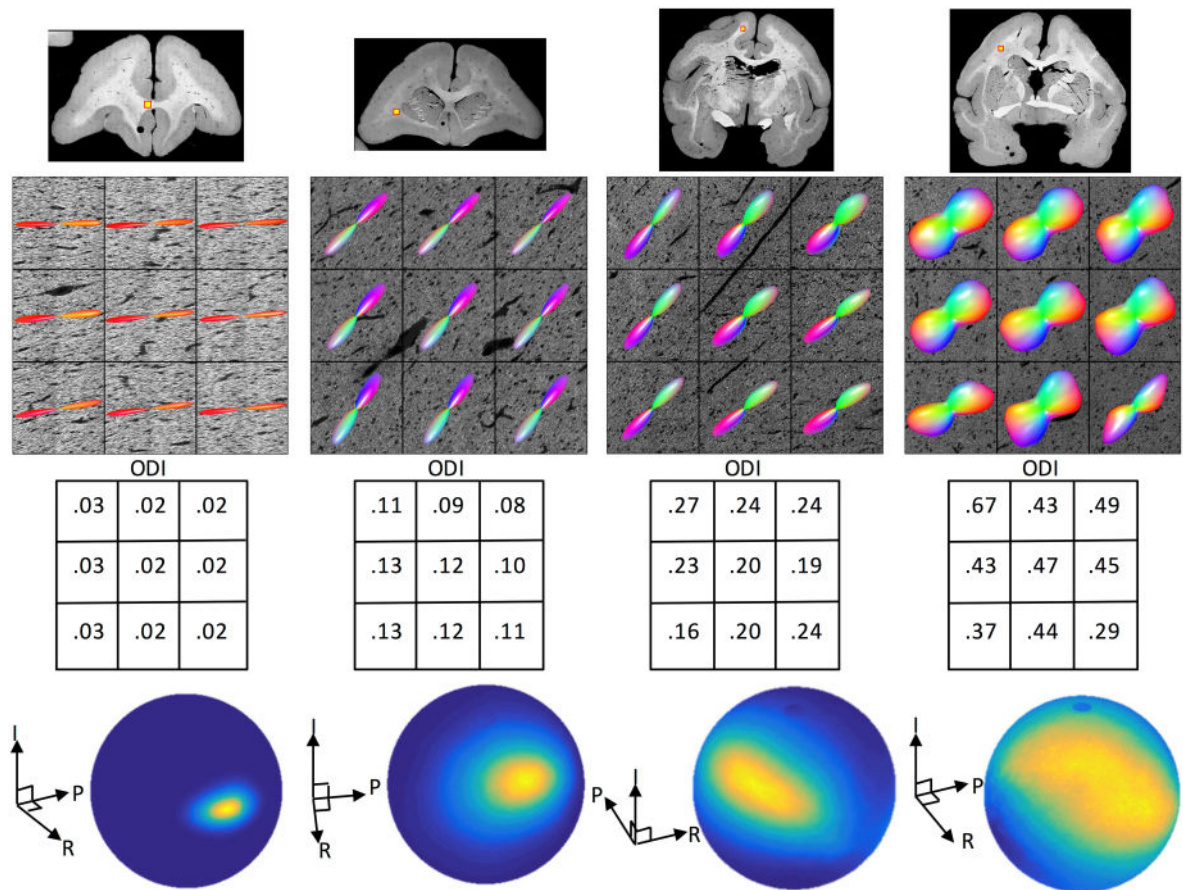 ODI ODI ODI ODI
.03 .02 .02 .11 .09 .08 .27 .24 .24 .67 .43 .49
.03 .02 .02 .13 .12 .10 .23 .20 .19 .43 .47 .45
.03 .02 .02 .13 .12 .11 .16 .20 .24 .37 .44 .29
I P R
I P R
P I R
I P R